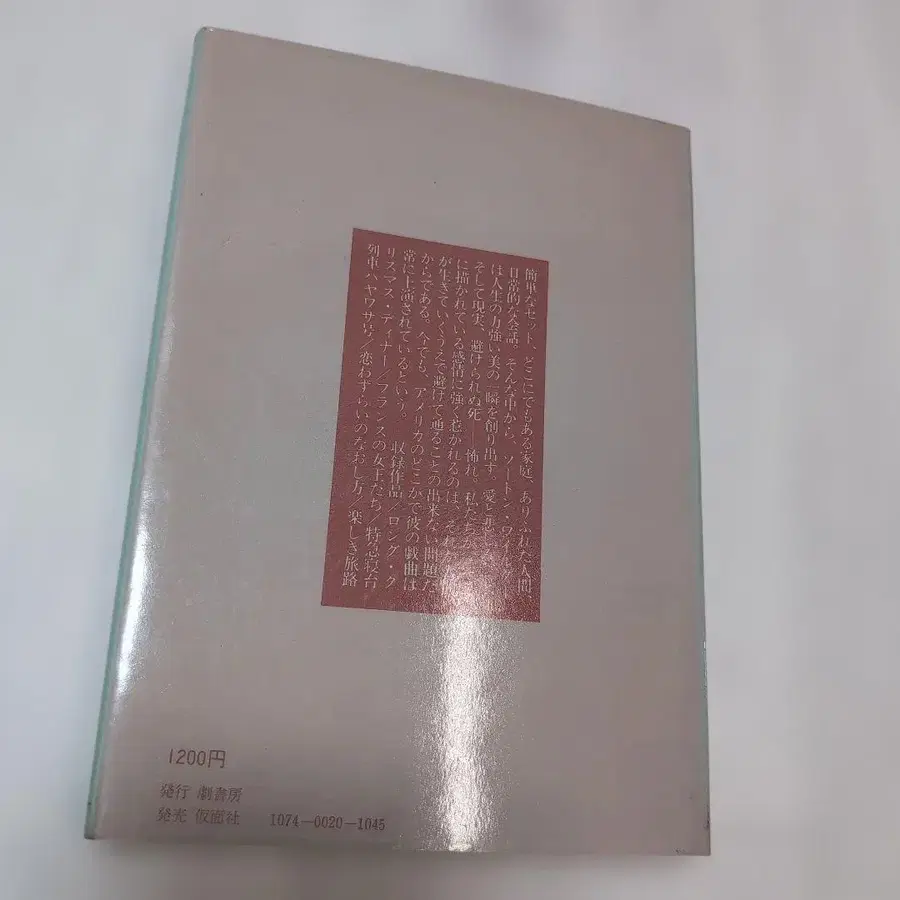 簡単なセット、どこにでもある家庭、ありふれた人間、
日常的な会話。そんな中から、ソートン・ワイ
は人生の力強い美の一瞬を創り出す。愛と
そして現実、避けられぬ死——怖れ。私た
に描かれている感情に強く惹かれるのは、それ
が生きていくうえで避けて通ることの出来ない問題だ
からである。今でも、アメリカのどこかで彼の戯曲は
常に上演されているという。　収録作品/ロング・ク
リスマス・ディナー/フランスの女王たち/特急寝台
列車ハヤワサ号/恋わずらいのなおし方/楽しき旅路
1200円
発行 劇書房
発売 仮面社 1074—0020—1045